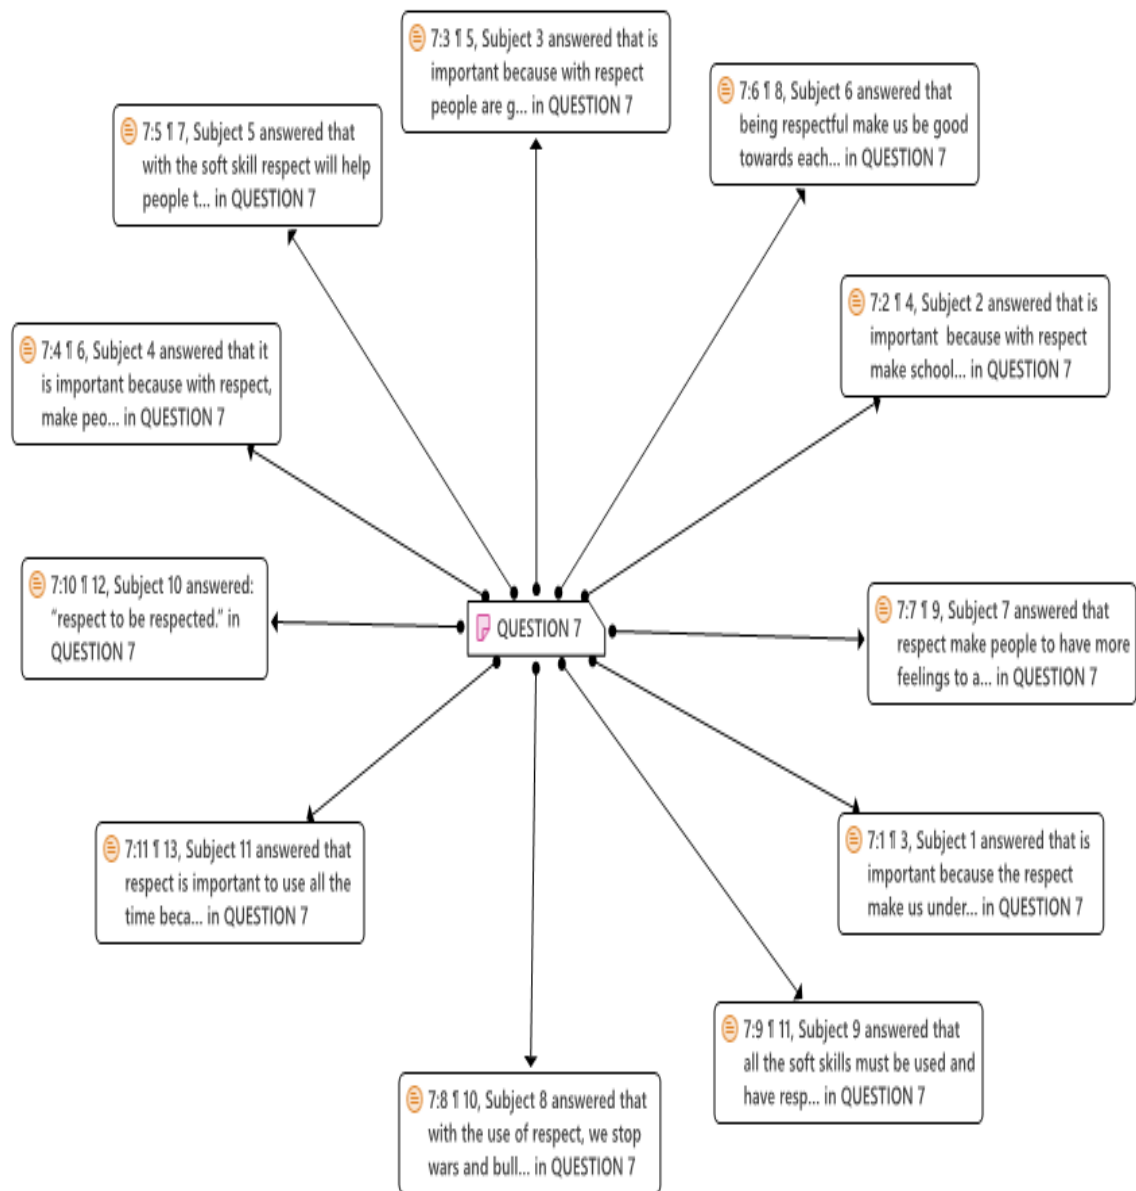 7:3 ¶ 5, Subject 3 answered that is
important because with respect
people are g... in QUESTION 7
7:6 ¶ 8, Subject 6 answered that
being respectful make us be good
towards each... in QUESTION 7
7:5 ¶ 7, Subject 5 answered that
with the soft skill respect will help
people t... in QUESTION 7
7:2 ¶ 4, Subject 2 answered that is
important because with respect
make school... in QUESTION 7
7:4 ¶ 6, Subject 4 answered that it
is important because with respect,
make peo... in QUESTION 7
7:10 ¶ 12, Subject 10 answered:
“respect to be respected.” in
QUESTION 7
QUESTION 7
7:7 ¶ 9, Subject 7 answered that
respect make people to have more
feelings to a... in QUESTION 7
7:11 ¶ 13, Subject 11 answered that
respect is important to use all the
time beca... in QUESTION 7
7:1 ¶ 3, Subject 1 answered that is
important because the respect
make us under... in QUESTION 7
7:9 ¶ 11, Subject 9 answered that
all the soft skills must be used and
have resp... in QUESTION 7
7:8 ¶ 10, Subject 8 answered that
with the use of respect, we stop
wars and bull... in QUESTION 7